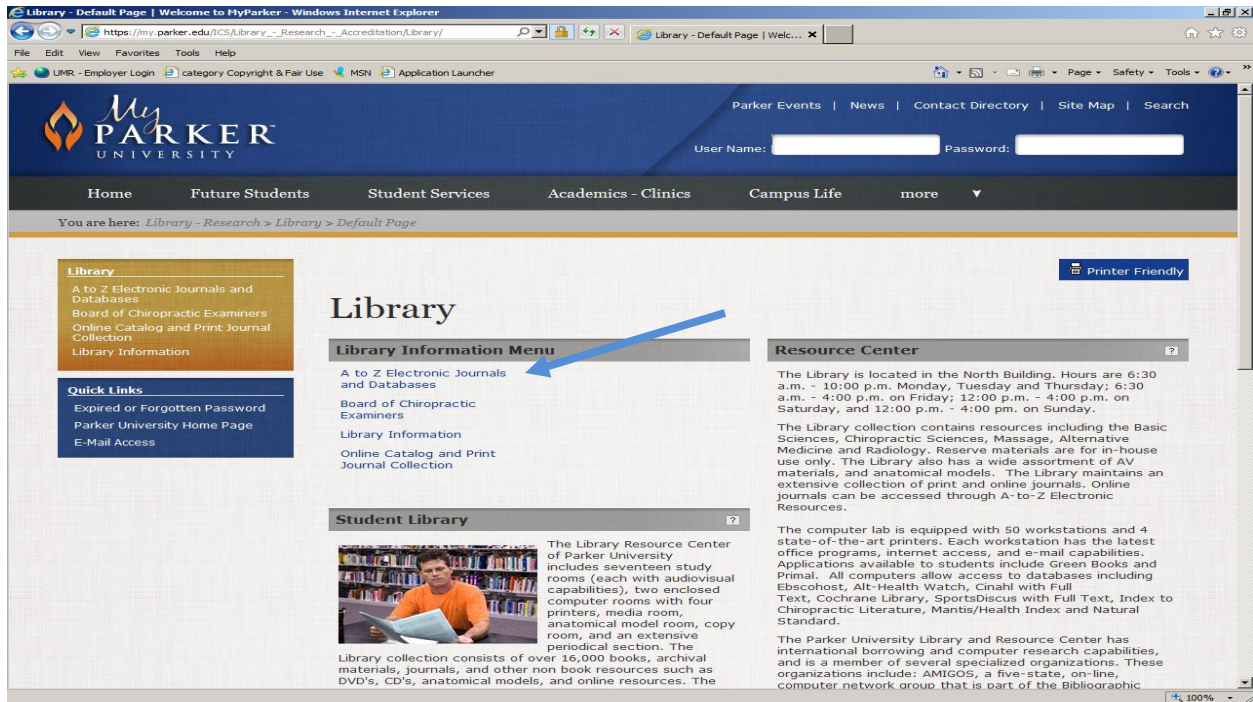 Library - Default Page | Welcome to MyParker - Windows Internet Explorer
https://my.parker.edu/ICS/Library_-_Research_-_Accreditation/Library/
Library - Default Page | Welc...
File Edit View Favorites Tools Help
UMR - Employer Login category Copyright & Fair Use MSN Application Launcher
Page Safety Tools
My
PARKER
UNIVERSITY
Parker Events | News | Contact Directory | Site Map | Search
User Name: Password:
Home Future Students Student Services Academics - Clinics Campus Life more
You are here: Library - Research > Library > Default Page
Library
A to Z Electronic Journals and
Databases
Board of Chiropractic Examiners
Online Catalog and Print Journal
Collection
Library Information
Quick Links
Expired or Forgotten Password
Parker University Home Page
E-Mail Access
Printer Friendly
Library
Library Information Menu
A to Z Electronic Journals
and Databases
Board of Chiropractic
Examiners
Library Information
Online Catalog and Print
Journal Collection
Student Library ?
The Library Resource Center
of Parker University
includes seventeen study
rooms (each with audiovisual
capabilities), two enclosed
computer rooms with four
printers, media room,
anatomical model room, copy
room, and an extensive
periodical section. The
Library collection consists of over 16,000 books, archival
materials, journals, and other non book resources such as
DVD's, CD's, anatomical models, and online resources. The
Resource Center ?
The Library is located in the North Building. Hours are 6:30
a.m. - 10:00 p.m. Monday, Tuesday and Thursday; 6:30
a.m. - 4:00 p.m. on Friday; 12:00 p.m. - 4:00 p.m. on
Saturday, and 12:00 p.m. - 4:00 pm. on Sunday.
The Library collection contains resources including the Basic
Sciences, Chiropractic Sciences, Massage, Alternative
Medicine and Radiology. Reserve materials are for in-house
use only. The Library also has a wide assortment of AV
materials, and anatomical models. The Library maintains an
extensive collection of print and online journals. Online
journals can be accessed through A-to-Z Electronic
Resources.
The computer lab is equipped with 50 workstations and 4
state-of-the-art printers. Each workstation has the latest
office programs, internet access, and e-mail capabilities.
Applications available to students include Green Books and
Primal. All computers allow access to databases including
Ebscohost, Alt-Health Watch, Cinahl with Full
Text, Cochrane Library, SportsDiscus with Full Text, Index to
Chiropractic Literature, Mantis/Health Index and Natural
Standard.
The Parker University Library and Resource Center has
international borrowing and computer research capabilities,
and is a member of several specialized organizations. These
organizations include: AMIGOS, a five-state, on-line,
computer network group that is part of the Bibliographic
100%